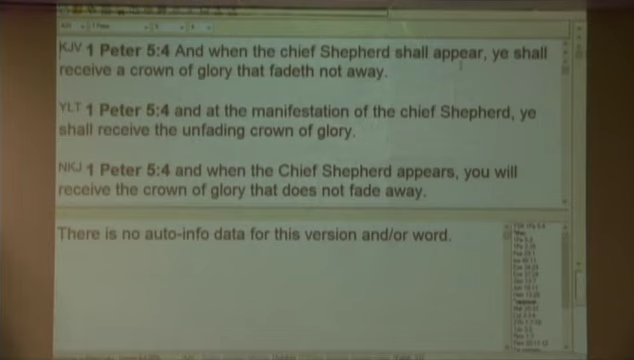 KJV 1 Peter 5:4 And when the chief Shepherd shall appear, ye shall
receive a crown of glory that fadeth not away.
YLT 1 Peter 5:4 and at the manifestation of the chief Shepherd, ye
shall receive the unfading crown of glory.
NKJ 1 Peter 5:4 and when the Chief Shepherd appears, you will
receive the crown of glory that does not fade away.
There is no auto-info data for this version and/or word.